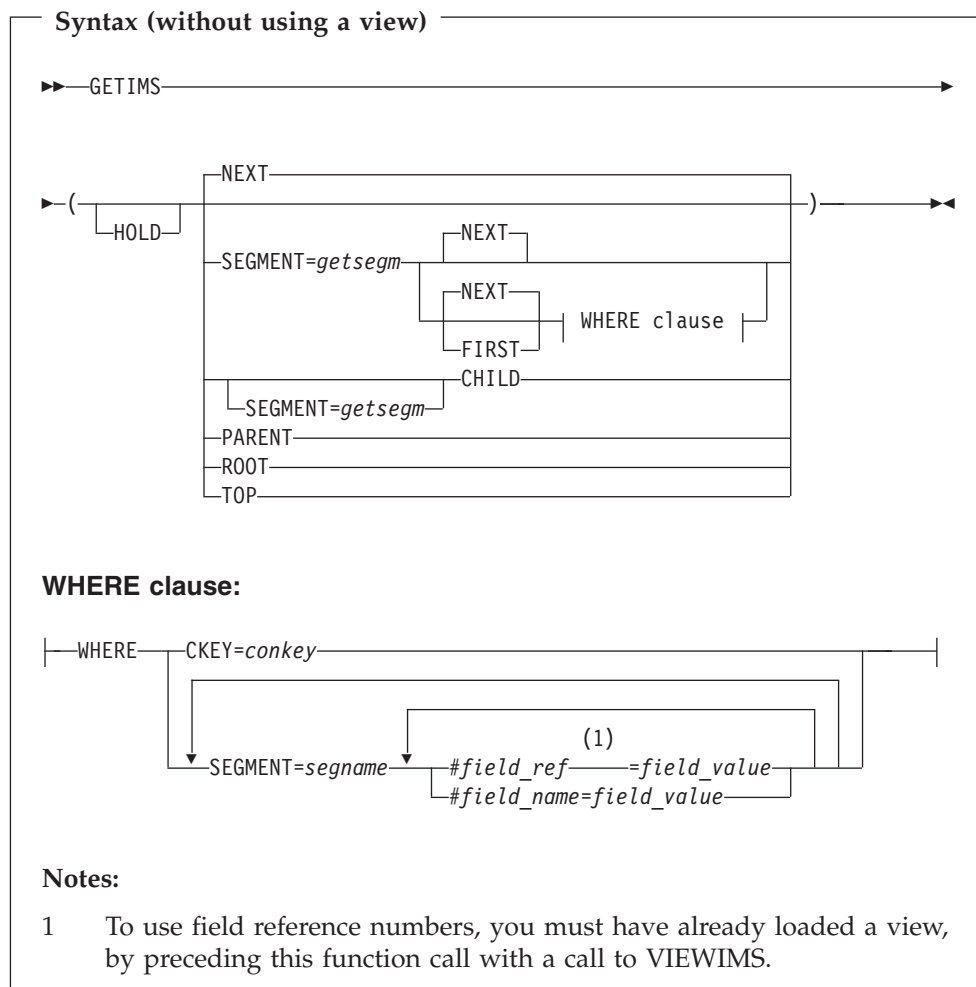 Syntax (without using a view)
GETIMS
NEXT
( )
HOLD
NEXT
SEGMENT=getsegm
NEXT
WHERE clause
FIRST
CHILD
SEGMENT=getsegm
PARENT
ROOT
TOP
WHERE clause:
WHERE CKEY=conkey
(1)
SEGMENT=segname #field_ref =field_value
#field_name=field_value
Notes:
1 To use field reference numbers, you must have already loaded a view,
by preceding this function call with a call to VIEWIMS.